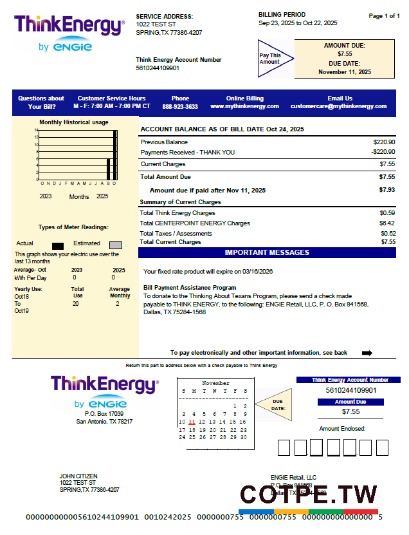 ThinkEnergy®
by ENGIE
SERVICE ADDRESS:
1022 TEST ST
SPRING,TX 77386-4207
Think Energy Account Number
5610244109901
BILLING PERIOD
Sep 23, 2025 to Oct 22, 2025
Page 1 of 1
Pay This
Amount
AMOUNT DUE:
$7.55
DUE DATE:
November 11, 2025
Questions about
Your Bill?
Customer Service Hours
M - F: 7:00 AM - 7:00 PM CT
Phone
888-923-3633
Online Billing
www.mythinkenergy.com
Email Us
customercare@mythinkenergy.com
Monthly Historical usage
O N D J F M A M J J A S O
2023 Months 2025
Types of Meter Readings:
Actual Estimated
This graph shows your electric use over the
last 13 months
Average- Oct 2023 2025
kWh Per Day 0 0
Yearly Use: Total Average
Oct18 Use Monthly
To 20 2
Oct19
ACCOUNT BALANCE AS OF BILL DATE Oct 24, 2025
Previous Balance $220.90
Payments Received - THANK YOU -$220.90
Current Charges $7.55
Total Amount Due $7.55
Amount due if paid after Nov 11, 2025 $7.93
Summary of Current Charges
Total Think Energy Charges $0.59
Total CENTERPOINT ENERGY Charges $6.42
Total Taxes / Assessments $0.52
Total Current Charges $7.55
IMPORTANT MESSAGES
Your fixed rate product will expire on 03/16/2026
Bill Payment Assistance Program
To donate to the Thinking About Texans Program, please send a check made
payable to THINK ENERGY, to the following: ENGIE Retail, LLC, P. O. Box 841568,
Dallas, TX 75284-1568
To pay electronically and other important information, see back
Return this part to address below with a check payable to Think Energy
ThinkEnergy®
by ENGIE
P.O. Box 17039
San Antonio, TX 78217
November
S M T W T F S
1 2
3 4 5 6 7 8 9
10 11 12 13 14 15 16
17 18 19 20 21 22 23
24 25 26 27 28 29 30
DUE
DATE:
Think Energy Account Number
5610244109901
Amount Due
$7.55
Amount Enclosed:
JOHN CITIZEN
1022 TEST ST
SPRING,TX 77386-4207
ENGIE Retail, LLC
P. O. Box 841568
Dallas, TX 75284-1568
COTPE.TW
00000000005610244109901 0010242025 000000755 000000755 0000000000000 5